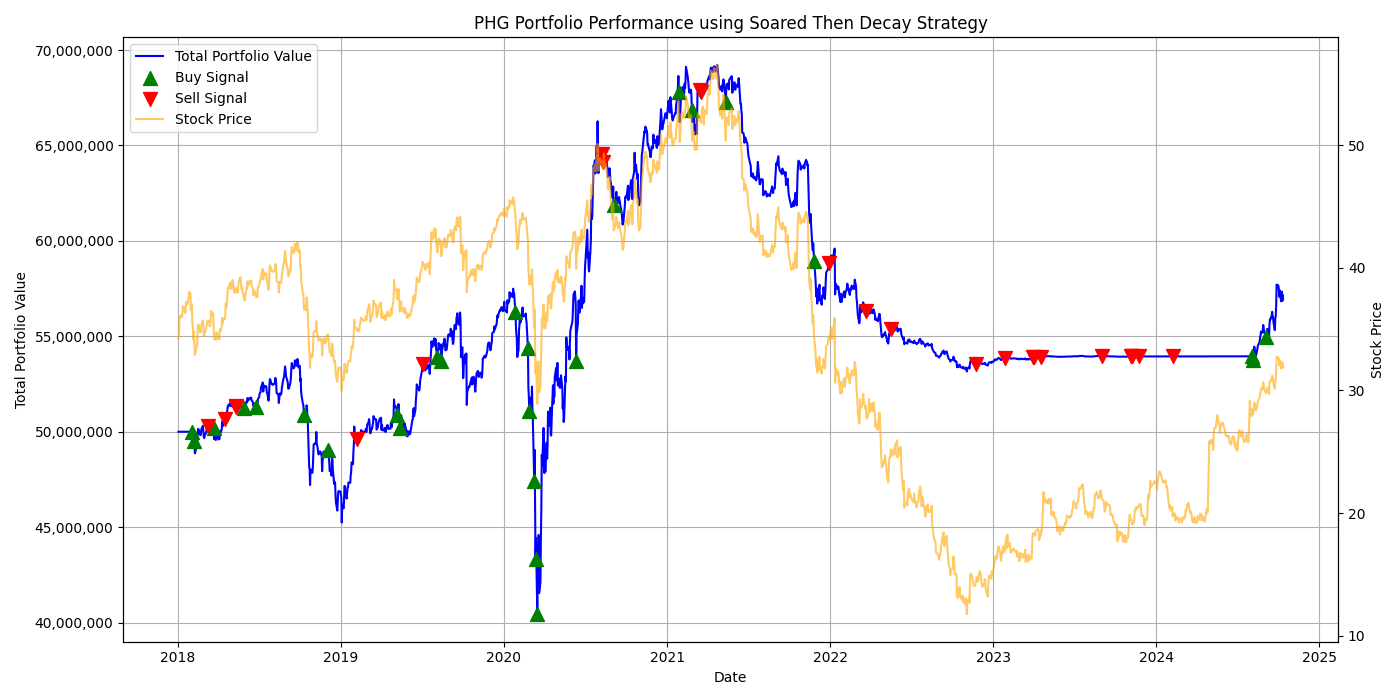 PHG Portfolio Performance using Soared Then Decay Strategy
Total Portfolio Value
Buy Signal
Sell Signal
Stock Price
70,000,000
65,000,000
60,000,000
55,000,000
50,000,000
45,000,000
40,000,000
Total Portfolio Value
50
40
30
20
10
Stock Price
2018 2019 2020 2021 2022 2023 2024 2025
Date